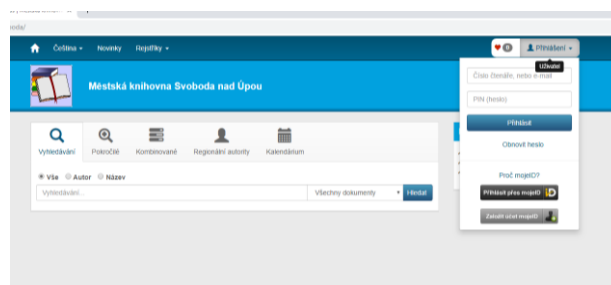 Čeština
Novinky
Rejstříky
0
Přihlášení
Uživatel
Městská knihovna Svoboda nad Úpou
Číslo čtenáře, nebo e-mail
PIN (heslo)
Přihlásit
Obnovit heslo
Proč mojeID?
Přihlásit přes mojeID
Založit účet mojeID
Vyhledávání
Pokročilé
Kombinované
Regionální autority
Kalendárium
Vše Autor Název
Vyhledávání...
Všechny dokumenty
Hledat